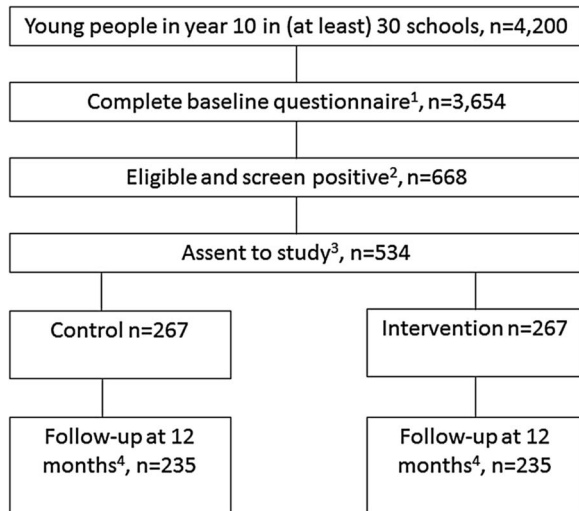 Young people in year 10 in (at least) 30 schools, n=4,200
Complete baseline questionnaire¹, n=3,654
Eligible and screen positive², n=668
Assent to study³, n=534
Control n=267
Intervention n=267
Follow-up at 12
months⁴, n=235
Follow-up at 12
months⁴, n=235